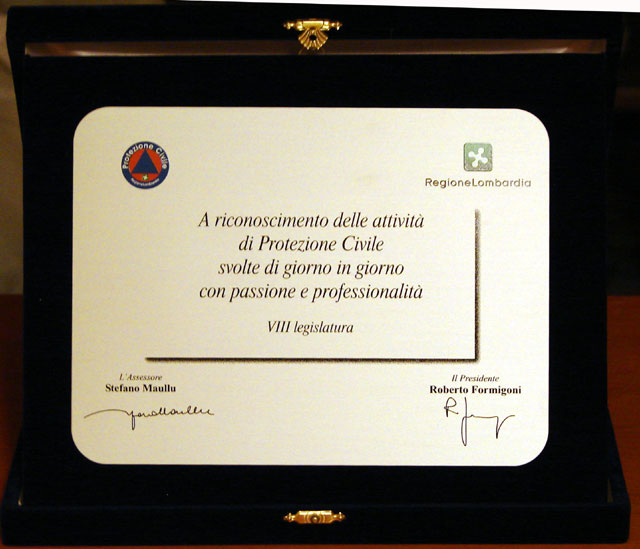 Protezione Civile
RegioneLombardia
RegioneLombardia
A riconoscimento delle attività
di Protezione Civile
svolte di giorno in giorno
con passione e professionalità
VIII legislatura
L'Assessore
Stefano Maullu
Il Presidente
Roberto Formigoni